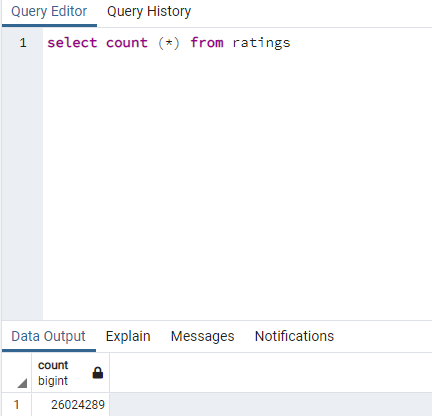 Query Editor Query History
1 select count (*) from ratings
Data Output Explain Messages Notifications
count
bigint
1 26024289